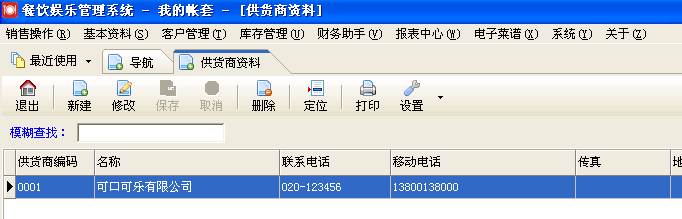 餐饮娱乐管理系统 - 我的帐套 - [供货商资料]
销售操作(R) 基本资料(S) 客户管理(T) 库存管理(U) 财务助手(V) 报表中心(W) 电子菜谱(X) 系统(Y) 关于(Z)
最近使用 导航 供货商资料
退出 新建 修改 保存 取消 删除 定位 打印 设置
模糊查找：
供货商编码 名称 联系电话 移动电话 传真
0001 可口可乐有限公司 020-123456 13800138000